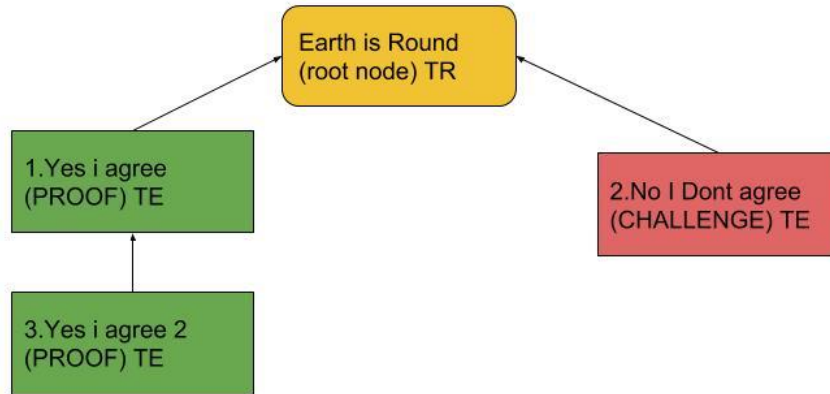 Earth is Round
(root node) TR
1.Yes i agree
(PROOF) TE
2.No I Dont agree
(CHALLENGE) TE
3.Yes i agree 2
(PROOF) TE